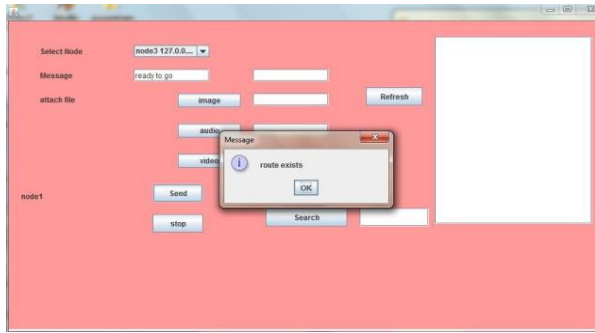 Select Node node3 127.0.0....
Message ready to go
attach file image Refresh
audio
Message
route exists
video
OK
node1 Send
Search
stop